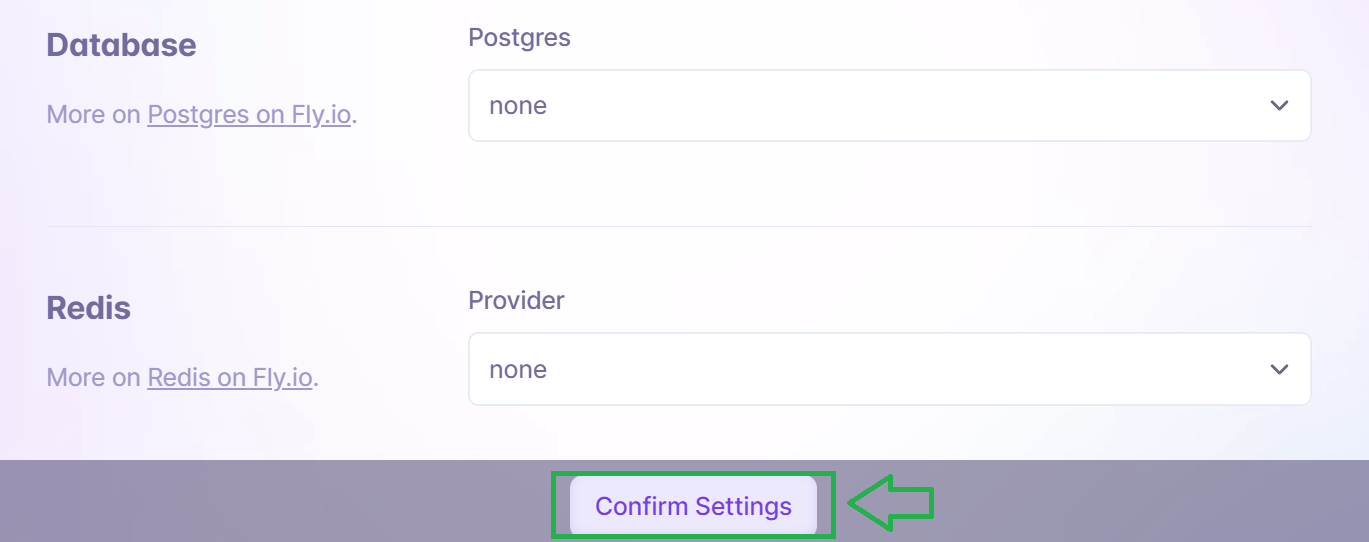 Database
Postgres
none
More on Postgres on Fly.io.
Redis
Provider
none
More on Redis on Fly.io.
Confirm Settings